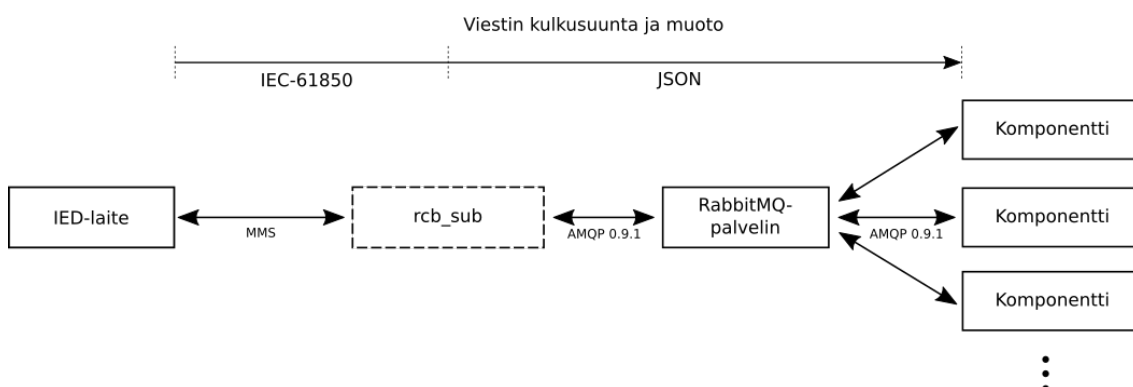 Viestin kulkusuunta ja muoto
IEC-61850
JSON
Komponentti
IED-laite
MMS
rcb_sub
AMQP 0.9.1
RabbitMQ-
palvelin
AMQP 0.9.1
Komponentti
Komponentti